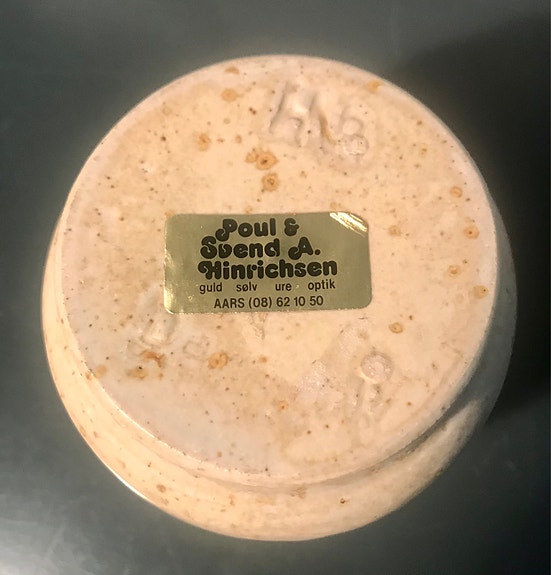 Poul &
Svend A.
Hinrichsen
guld sølv ure optik
AARS (08) 62 10 50